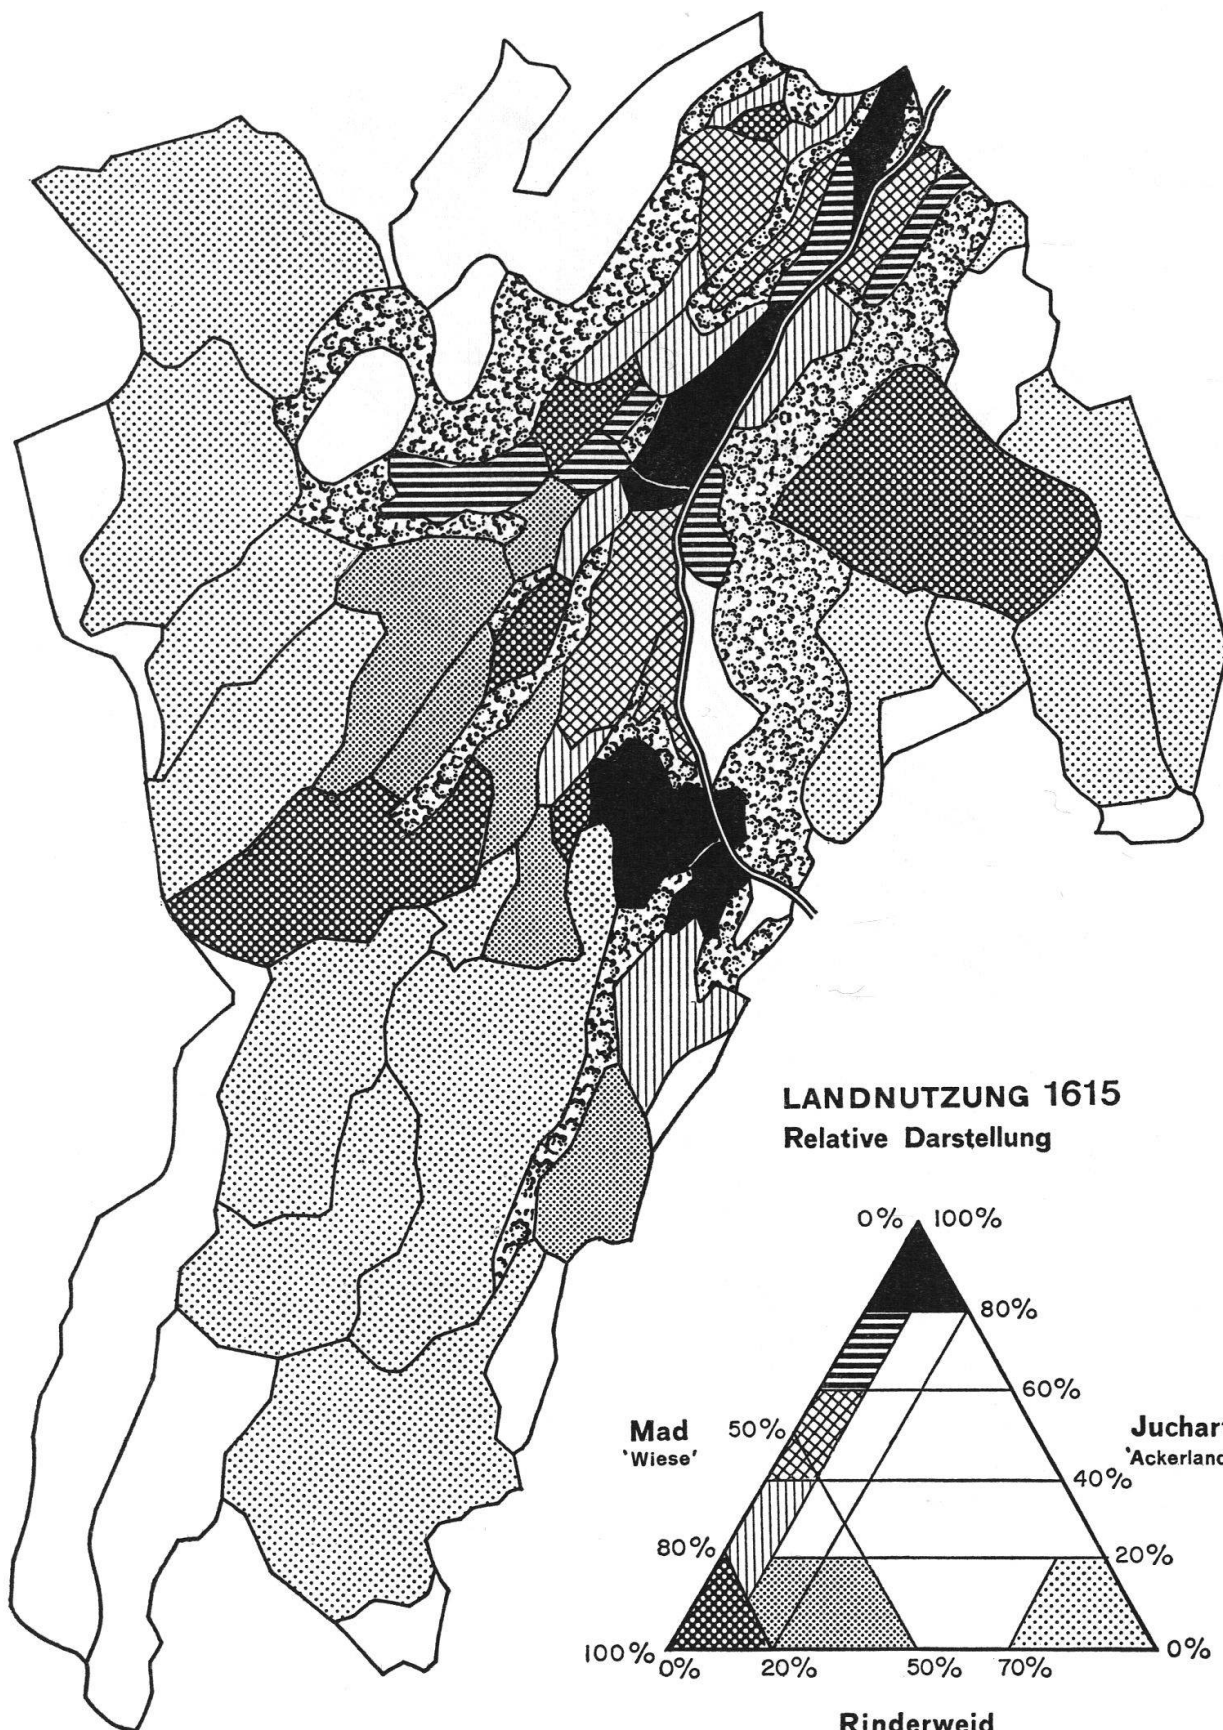 LANDNUTZUNG 1615
Relative Darstellung
0% 100%
80%
60%
Mad 50% Juchar
'Wiese' 'Ackerland
40%
80% 20%
100% 0%
0% 20% 50% 70%
Rinderweid